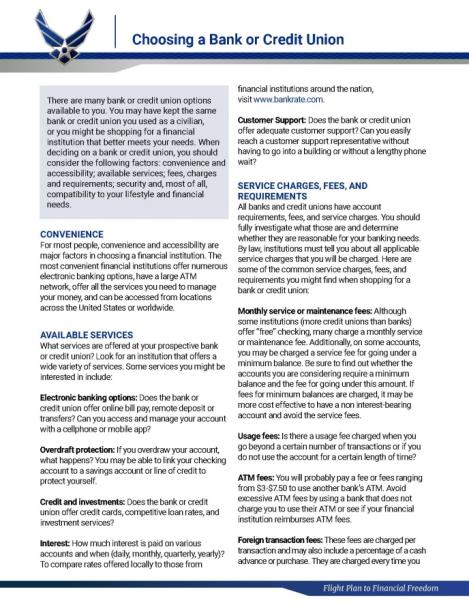 Choosing a Bank or Credit Union
There are many bank or credit union options
available to you. You may have kept the same
bank or credit union you used as a civilian,
or you might be shopping for a financial
institution that better meets your needs. When
deciding on a bank or credit union, you should
consider the following factors: convenience and
accessibility; available services; fees, charges
and requirements; security and, most of all,
compatibility to your lifestyle and financial
needs.
CONVENIENCE
For most people, convenience and accessibility are
major factors in choosing a financial institution. The
most convenient financial institutions offer numerous
electronic banking options, have a large ATM
network, offer all the services you need to manage
your money, and can be accessed from locations
across the United States or worldwide.
AVAILABLE SERVICES
What services are offered at your prospective bank
or credit union? Look for an institution that offers a
wide variety of services. Some services you might be
interested in include:
Electronic banking options: Does the bank or
credit union offer online bill pay, remote deposit or
transfers? Can you access and manage your account
with a cellphone or mobile app?
Overdraft protection: If you overdraw your account,
what happens? You may be able to link your checking
account to a savings account or line of credit to
protect yourself.
Credit and investments: Does the bank or credit
union offer credit cards, competitive loan rates, and
investment services?
Interest: How much interest is paid on various
accounts and when (daily, monthly, quarterly, yearly)?
To compare rates offered locally to those from
financial institutions around the nation,
visit www.bankrate.com.
Customer Support: Does the bank or credit union
offer adequate customer support? Can you easily
reach a customer support representative without
having to go into a building or without a lengthy phone
wait?
SERVICE CHARGES, FEES, AND
REQUIREMENTS
All banks and credit unions have account
requirements, fees, and service charges. You should
fully investigate what those are and determine
whether they are reasonable for your banking needs.
By law, institutions must tell you about all applicable
service charges that you will be charged. Here are
some of the common service charges, fees, and
requirements you might find when shopping for a
bank or credit union:
Monthly service or maintenance fees: Although
some institutions (more credit unions than banks)
offer "free" checking, many charge a monthly service
or maintenance fee. Additionally, on some accounts,
you may be charged a service fee for going under a
minimum balance. Be sure to find out whether the
accounts you are considering require a minimum
balance and the fee for going under this amount. If
fees for minimum balances are charged, it may be
more cost effective to have a non interest-bearing
account and avoid the service fees.
Usage fees: Is there a usage fee charged when you
go beyond a certain number of transactions or if you
do not use the account for a certain length of time?
ATM fees: You will probably pay a fee or fees ranging
from $3-$7.50 to use another bank's ATM. Avoid
excessive ATM fees by using a bank that does not
charge you to use their ATM or see if your financial
institution reimburses ATM fees.
Foreign transaction fees: These fees are charged per
transaction and may also include a percentage of a cash
advance or purchase. They are charged every time you
Flight Plan to Financial Freedom